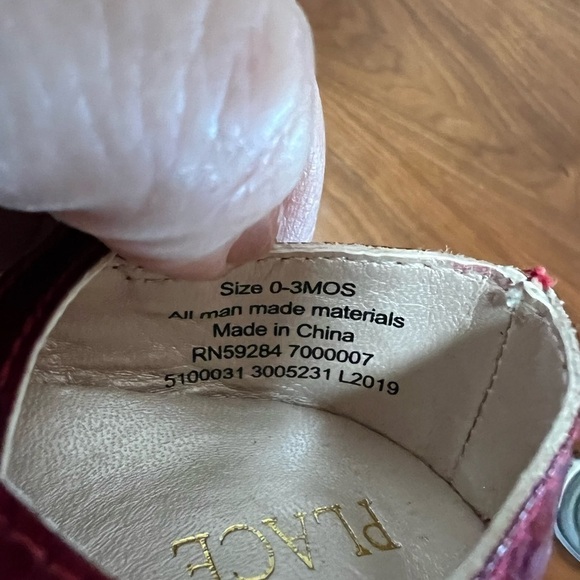 Size 0-3MOS
All man made materials
Made in China
RN59284 7000007
5100031 3005231 L2019
PLACE